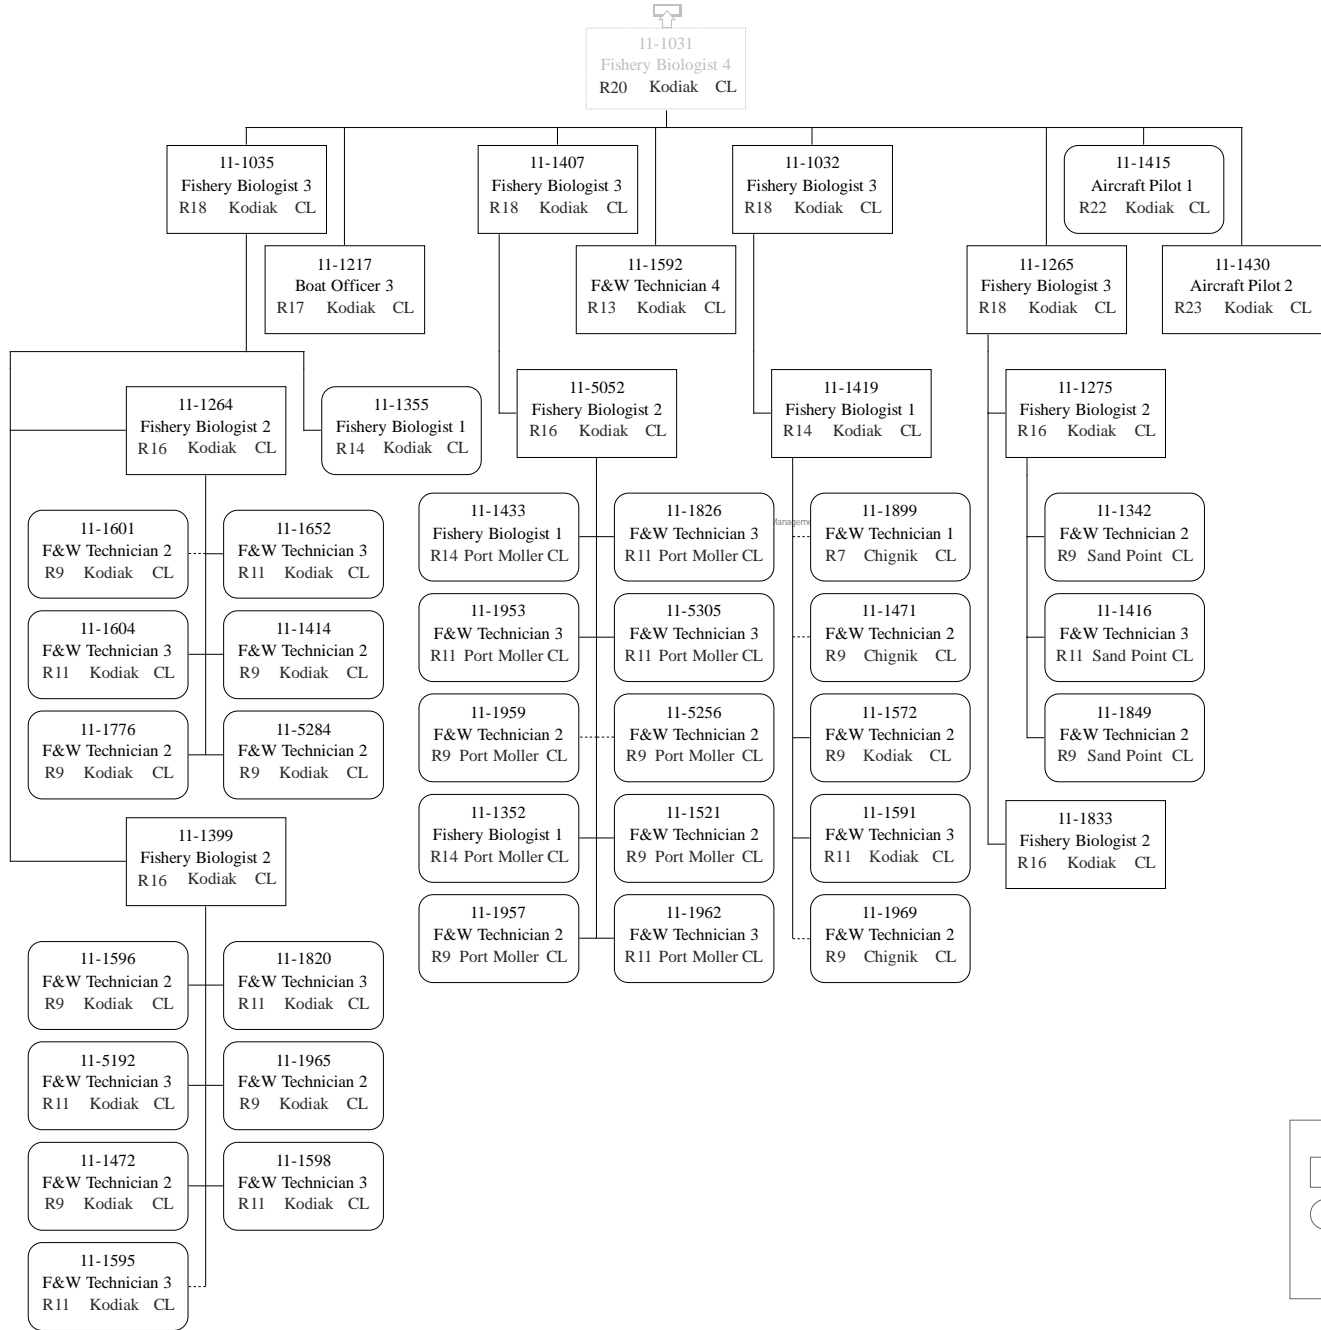 11-1031
Fishery Biologist 4
R20 Kodiak CL
11-1035
Fishery Biologist 3
R18 Kodiak CL
11-1407
Fishery Biologist 3
R18 Kodiak CL
11-1032
Fishery Biologist 3
R18 Kodiak CL
11-1415
Aircraft Pilot 1
R22 Kodiak CL
11-1217
Boat Officer 3
R17 Kodiak CL
11-1592
F&W Technician 4
R13 Kodiak CL
11-1265
Fishery Biologist 3
R18 Kodiak CL
11-1430
Aircraft Pilot 2
R23 Kodiak CL
11-1264
Fishery Biologist 2
R16 Kodiak CL
11-1355
Fishery Biologist 1
R14 Kodiak CL
11-5052
Fishery Biologist 2
R16 Kodiak CL
11-1419
Fishery Biologist 1
R14 Kodiak CL
11-1275
Fishery Biologist 2
R16 Kodiak CL
11-1601
F&W Technician 2
R9 Kodiak CL
11-1652
F&W Technician 3
R11 Kodiak CL
11-1604
F&W Technician 3
R11 Kodiak CL
11-1414
F&W Technician 2
R9 Kodiak CL
11-1776
F&W Technician 2
R9 Kodiak CL
11-5284
F&W Technician 2
R9 Kodiak CL
11-1433
Fishery Biologist 1
R14 Port Moller CL
11-1826
F&W Technician 3
R11 Port Moller CL
11-1953
F&W Technician 3
R11 Port Moller CL
11-5305
F&W Technician 3
R11 Port Moller CL
11-1959
F&W Technician 2
R9 Port Moller CL
11-5256
F&W Technician 2
R9 Port Moller CL
11-1352
Fishery Biologist 1
R14 Port Moller CL
11-1521
F&W Technician 2
R9 Port Moller CL
11-1957
F&W Technician 2
R9 Port Moller CL
11-1962
F&W Technician 3
R11 Port Moller CL
11-1899
F&W Technician 1
R7 Chignik CL
11-1471
F&W Technician 2
R9 Chignik CL
11-1572
F&W Technician 2
R9 Kodiak CL
11-1591
F&W Technician 3
R11 Kodiak CL
11-1969
F&W Technician 2
R9 Chignik CL
11-1342
F&W Technician 2
R9 Sand Point CL
11-1416
F&W Technician 3
R11 Sand Point CL
11-1849
F&W Technician 2
R9 Sand Point CL
11-1833
Fishery Biologist 2
R16 Kodiak CL
11-1399
Fishery Biologist 2
R16 Kodiak CL
11-1596
F&W Technician 2
R9 Kodiak CL
11-1820
F&W Technician 3
R11 Kodiak CL
11-5192
F&W Technician 3
R11 Kodiak CL
11-1965
F&W Technician 2
R9 Kodiak CL
11-1472
F&W Technician 2
R9 Kodiak CL
11-1598
F&W Technician 3
R11 Kodiak CL
11-1595
F&W Technician 3
R11 Kodiak CL